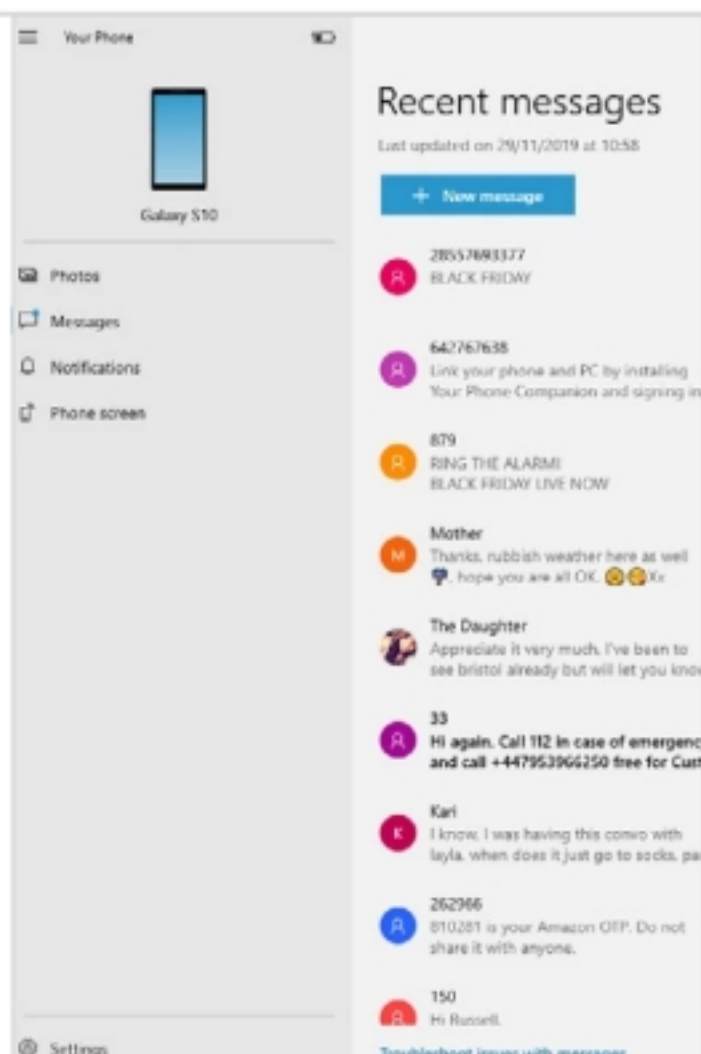 Your Phone
Galaxy S10
Photos
Messages
Notifications
Phone screen
Settings
Recent messages
Last updated on 29/11/2019 at 10:58
+ New message
28557693377
BLACK FRIDAY
642767638
Link your phone and PC by installing
Your Phone Companion and signing in
879
RING THE ALARM!
BLACK FRIDAY LIVE NOW
M
Mother
Thanks, rubbish weather here as well
, hope you are all OK. Xx
The Daughter
Appreciate it very much. I've been to
see bristol already but will let you know
33
Hi again. Call 112 in case of emergenc
and call +447953966250 free for Cust
K
Kari
I know, I was having this convo with
layla, when does it just go to socks, pa
262966
810281 is your Amazon OTP. Do not
share it with anyone.
150
Hi Russell,
Troubleshoot issues with messages